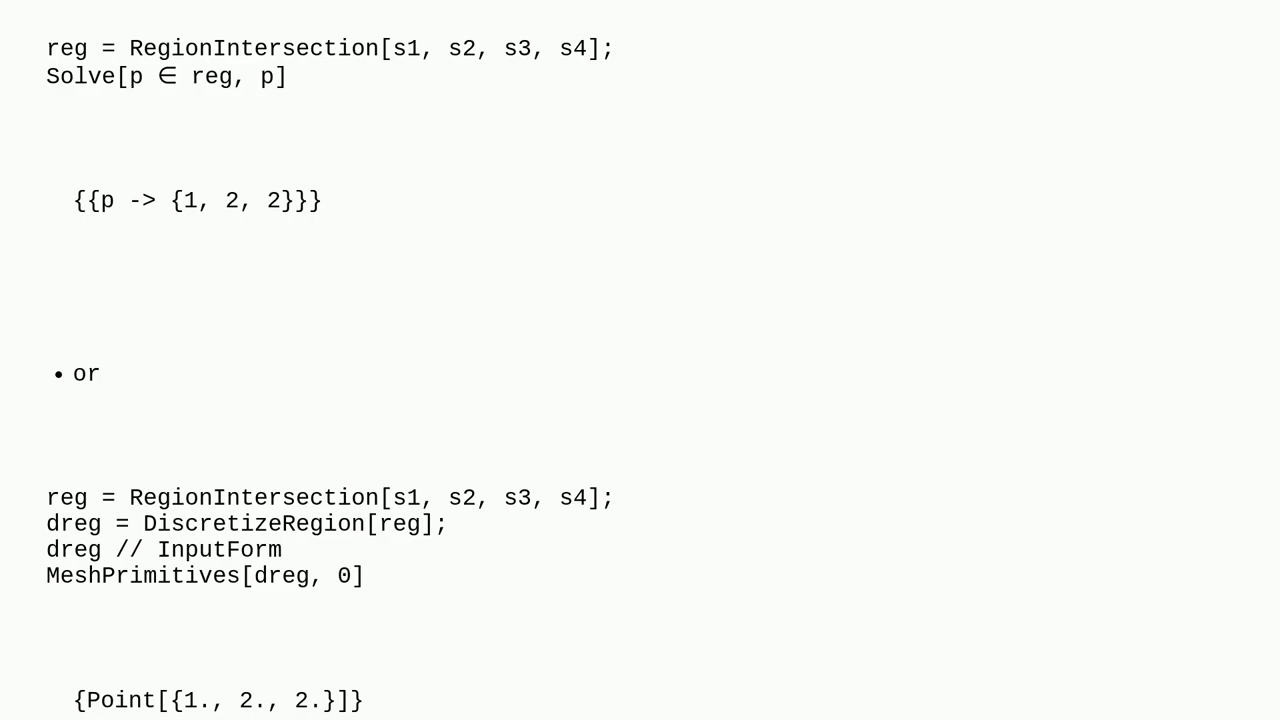 reg = RegionIntersection[s1, s2, s3, s4];
Solve[p ∈ reg, p]
{{p -> {1, 2, 2}}}
• or
reg = RegionIntersection[s1, s2, s3, s4];
dreg = DiscretizeRegion[reg];
dreg // InputForm
MeshPrimitives[dreg, 0]
{Point[{1., 2., 2.}]}